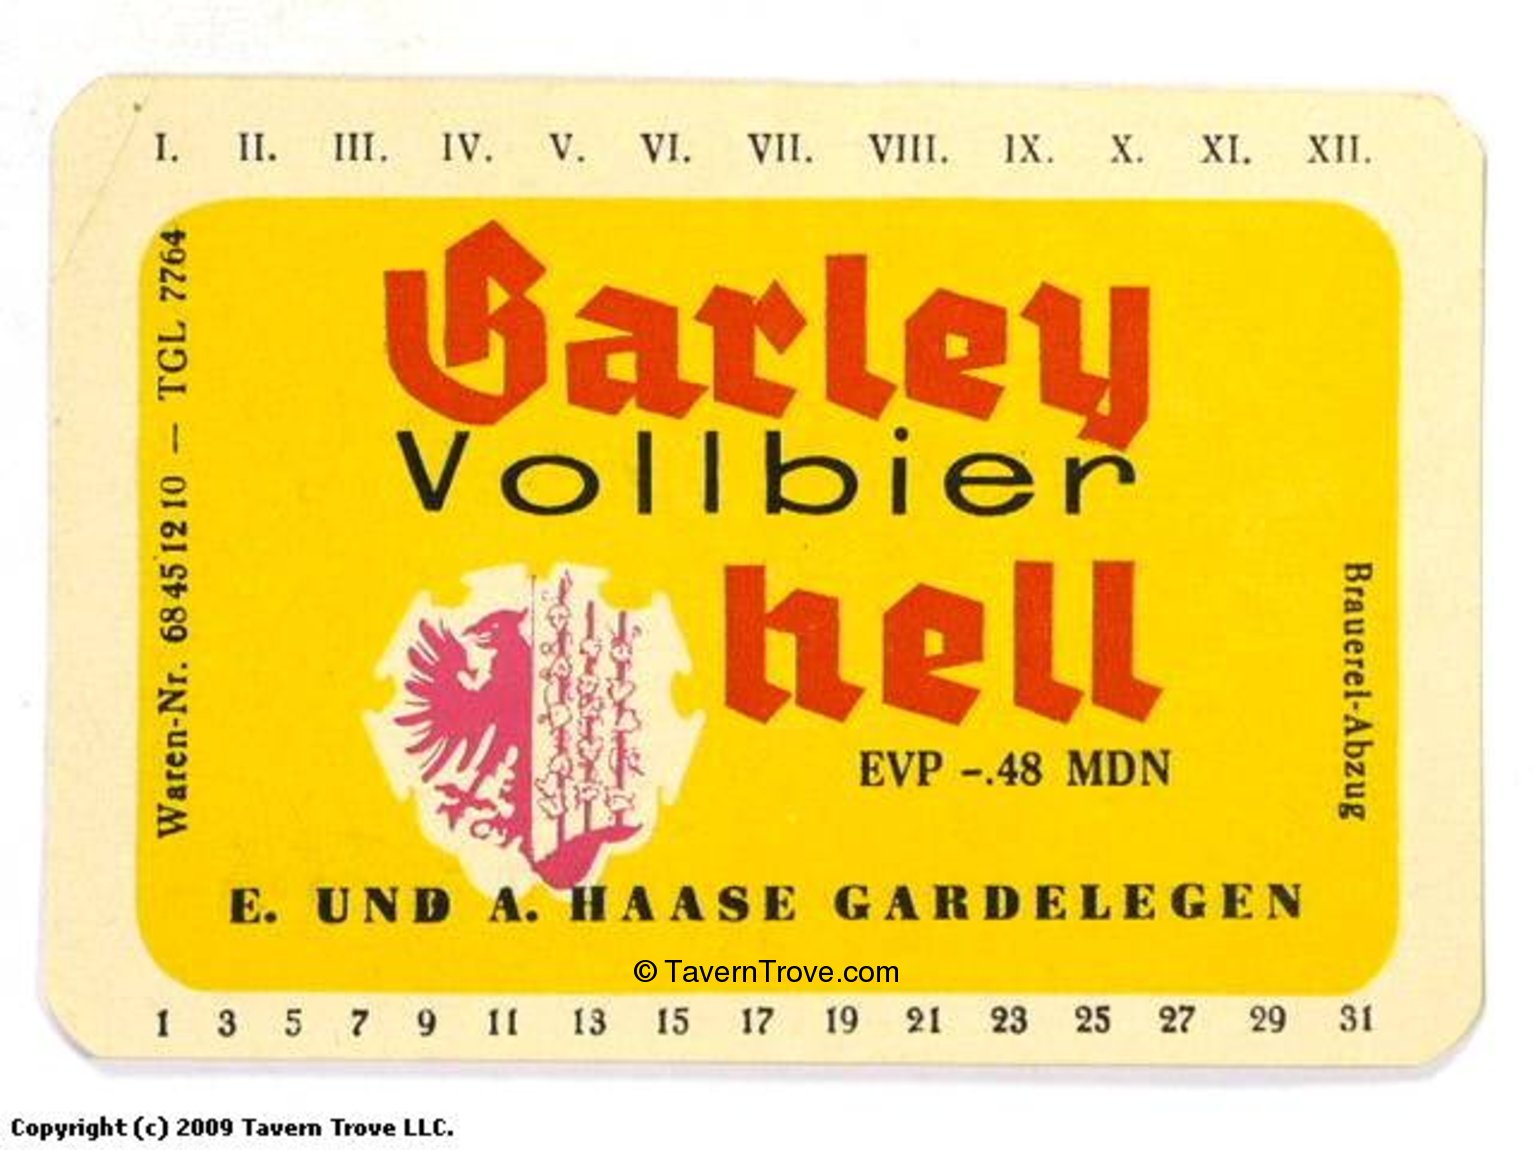 I. II. III. IV. V. VI. VII. VIII. IX. X. XI. XII.
Waren-Nr. 68 45 12 10 — TGL 7764
Garley
Vollbier
hell
EVP –.48 MDN
Brauerei-Abzug
E. UND A. HAASE GARDELEGEN
© TavernTrove.com
1 3 5 7 9 11 13 15 17 19 21 23 25 27 29 31
Copyright (c) 2009 Tavern Trove LLC.